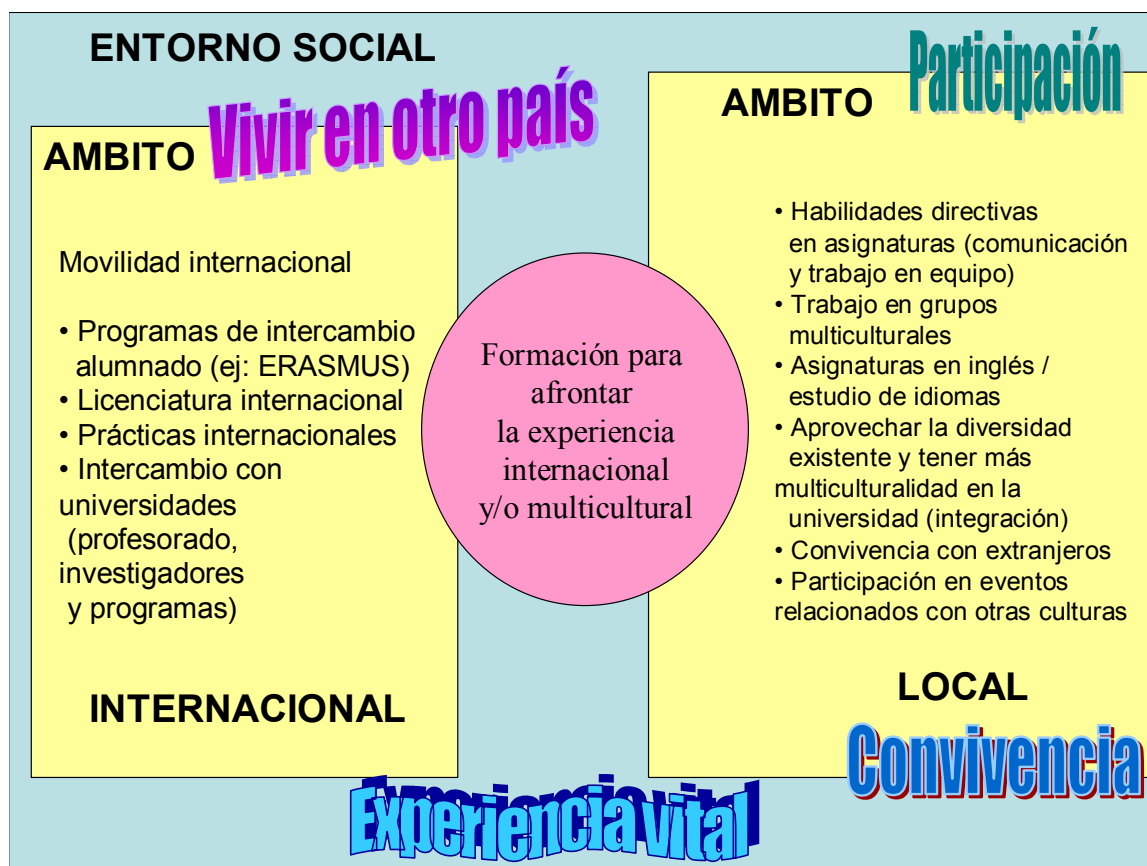 ENTORNO SOCIAL
Vivir en otro país
AMBITO
Movilidad internacional
• Programas de intercambio
alumnado (ej: ERASMUS)
• Licenciatura internacional
• Prácticas internacionales
• Intercambio con
universidades
(profesorado,
investigadores
y programas)
INTERNACIONAL
Formación para
afrontar
la experiencia
internacional
y/o multicultural
Participación
AMBITO
• Habilidades directivas
en asignaturas (comunicación
y trabajo en equipo)
• Trabajo en grupos
multiculturales
• Asignaturas en inglés /
estudio de idiomas
• Aprovechar la diversidad
existente y tener más
multiculturalidad en la
universidad (integración)
• Convivencia con extranjeros
• Participación en eventos
relacionados con otras culturas
LOCAL
Convivencia
Experiencia vital